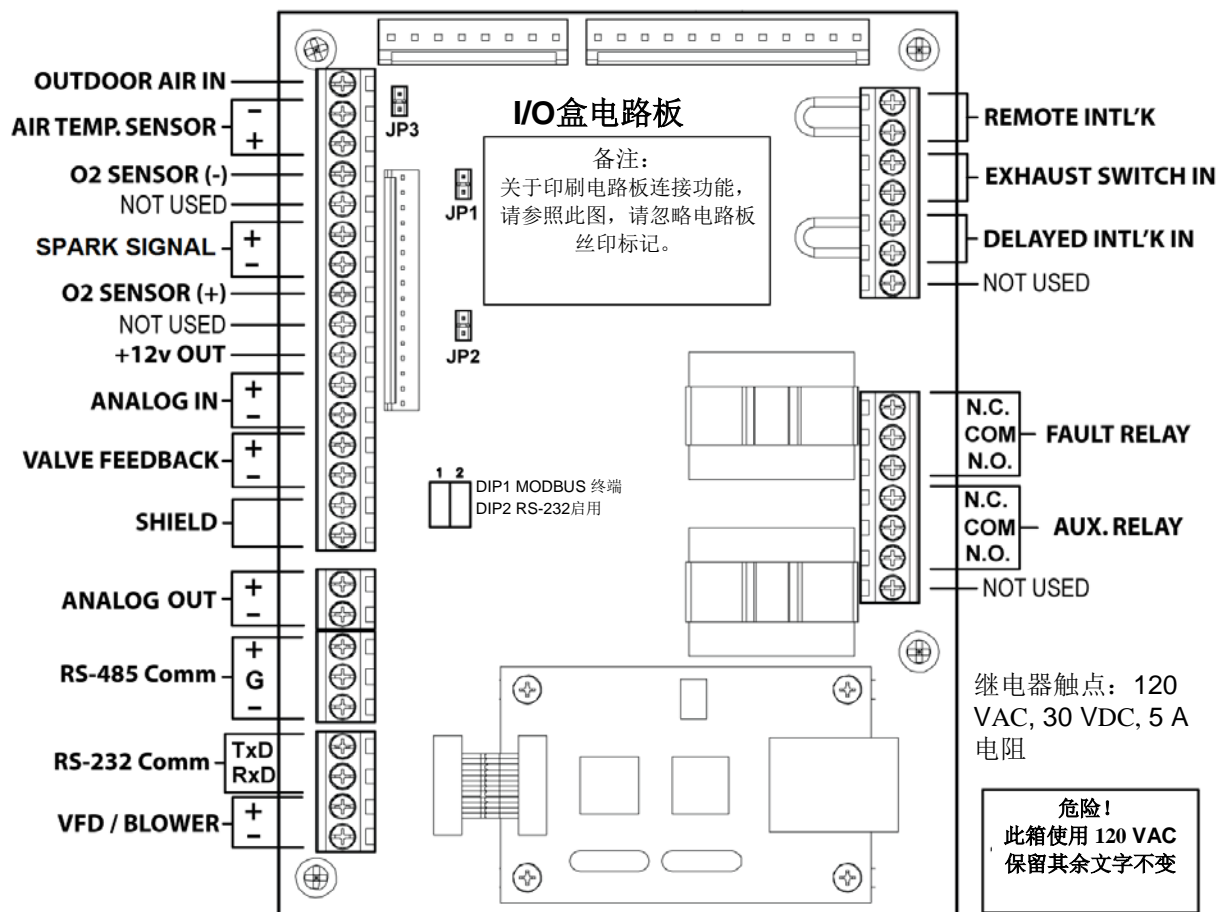 OUTDOOR AIR IN
AIR TEMP. SENSOR
−
+
O2 SENSOR (-)
NOT USED
SPARK SIGNAL
+
−
O2 SENSOR (+)
NOT USED
+12v OUT
ANALOG IN
+
−
VALVE FEEDBACK
+
−
SHIELD
ANALOG OUT
+
−
RS-485 Comm
+
G
−
RS-232 Comm
TxD
RxD
VFD / BLOWER
+
−
JP3
I/O盒电路板
备注：
关于印刷电路板连接功能，
请参照此图，请忽略电路板
丝印标记。
JP1
JP2
1 2
DIP1 MODBUS 终端
DIP2 RS-232启用
REMOTE INTL'K
EXHAUST SWITCH IN
DELAYED INTL'K IN
NOT USED
N.C.
COM
N.O.
FAULT RELAY
N.C.
COM
N.O.
AUX. RELAY
NOT USED
继电器触点：120
VAC, 30 VDC, 5 A
电阻
危险！
此箱使用 120 VAC
保留其余文字不变